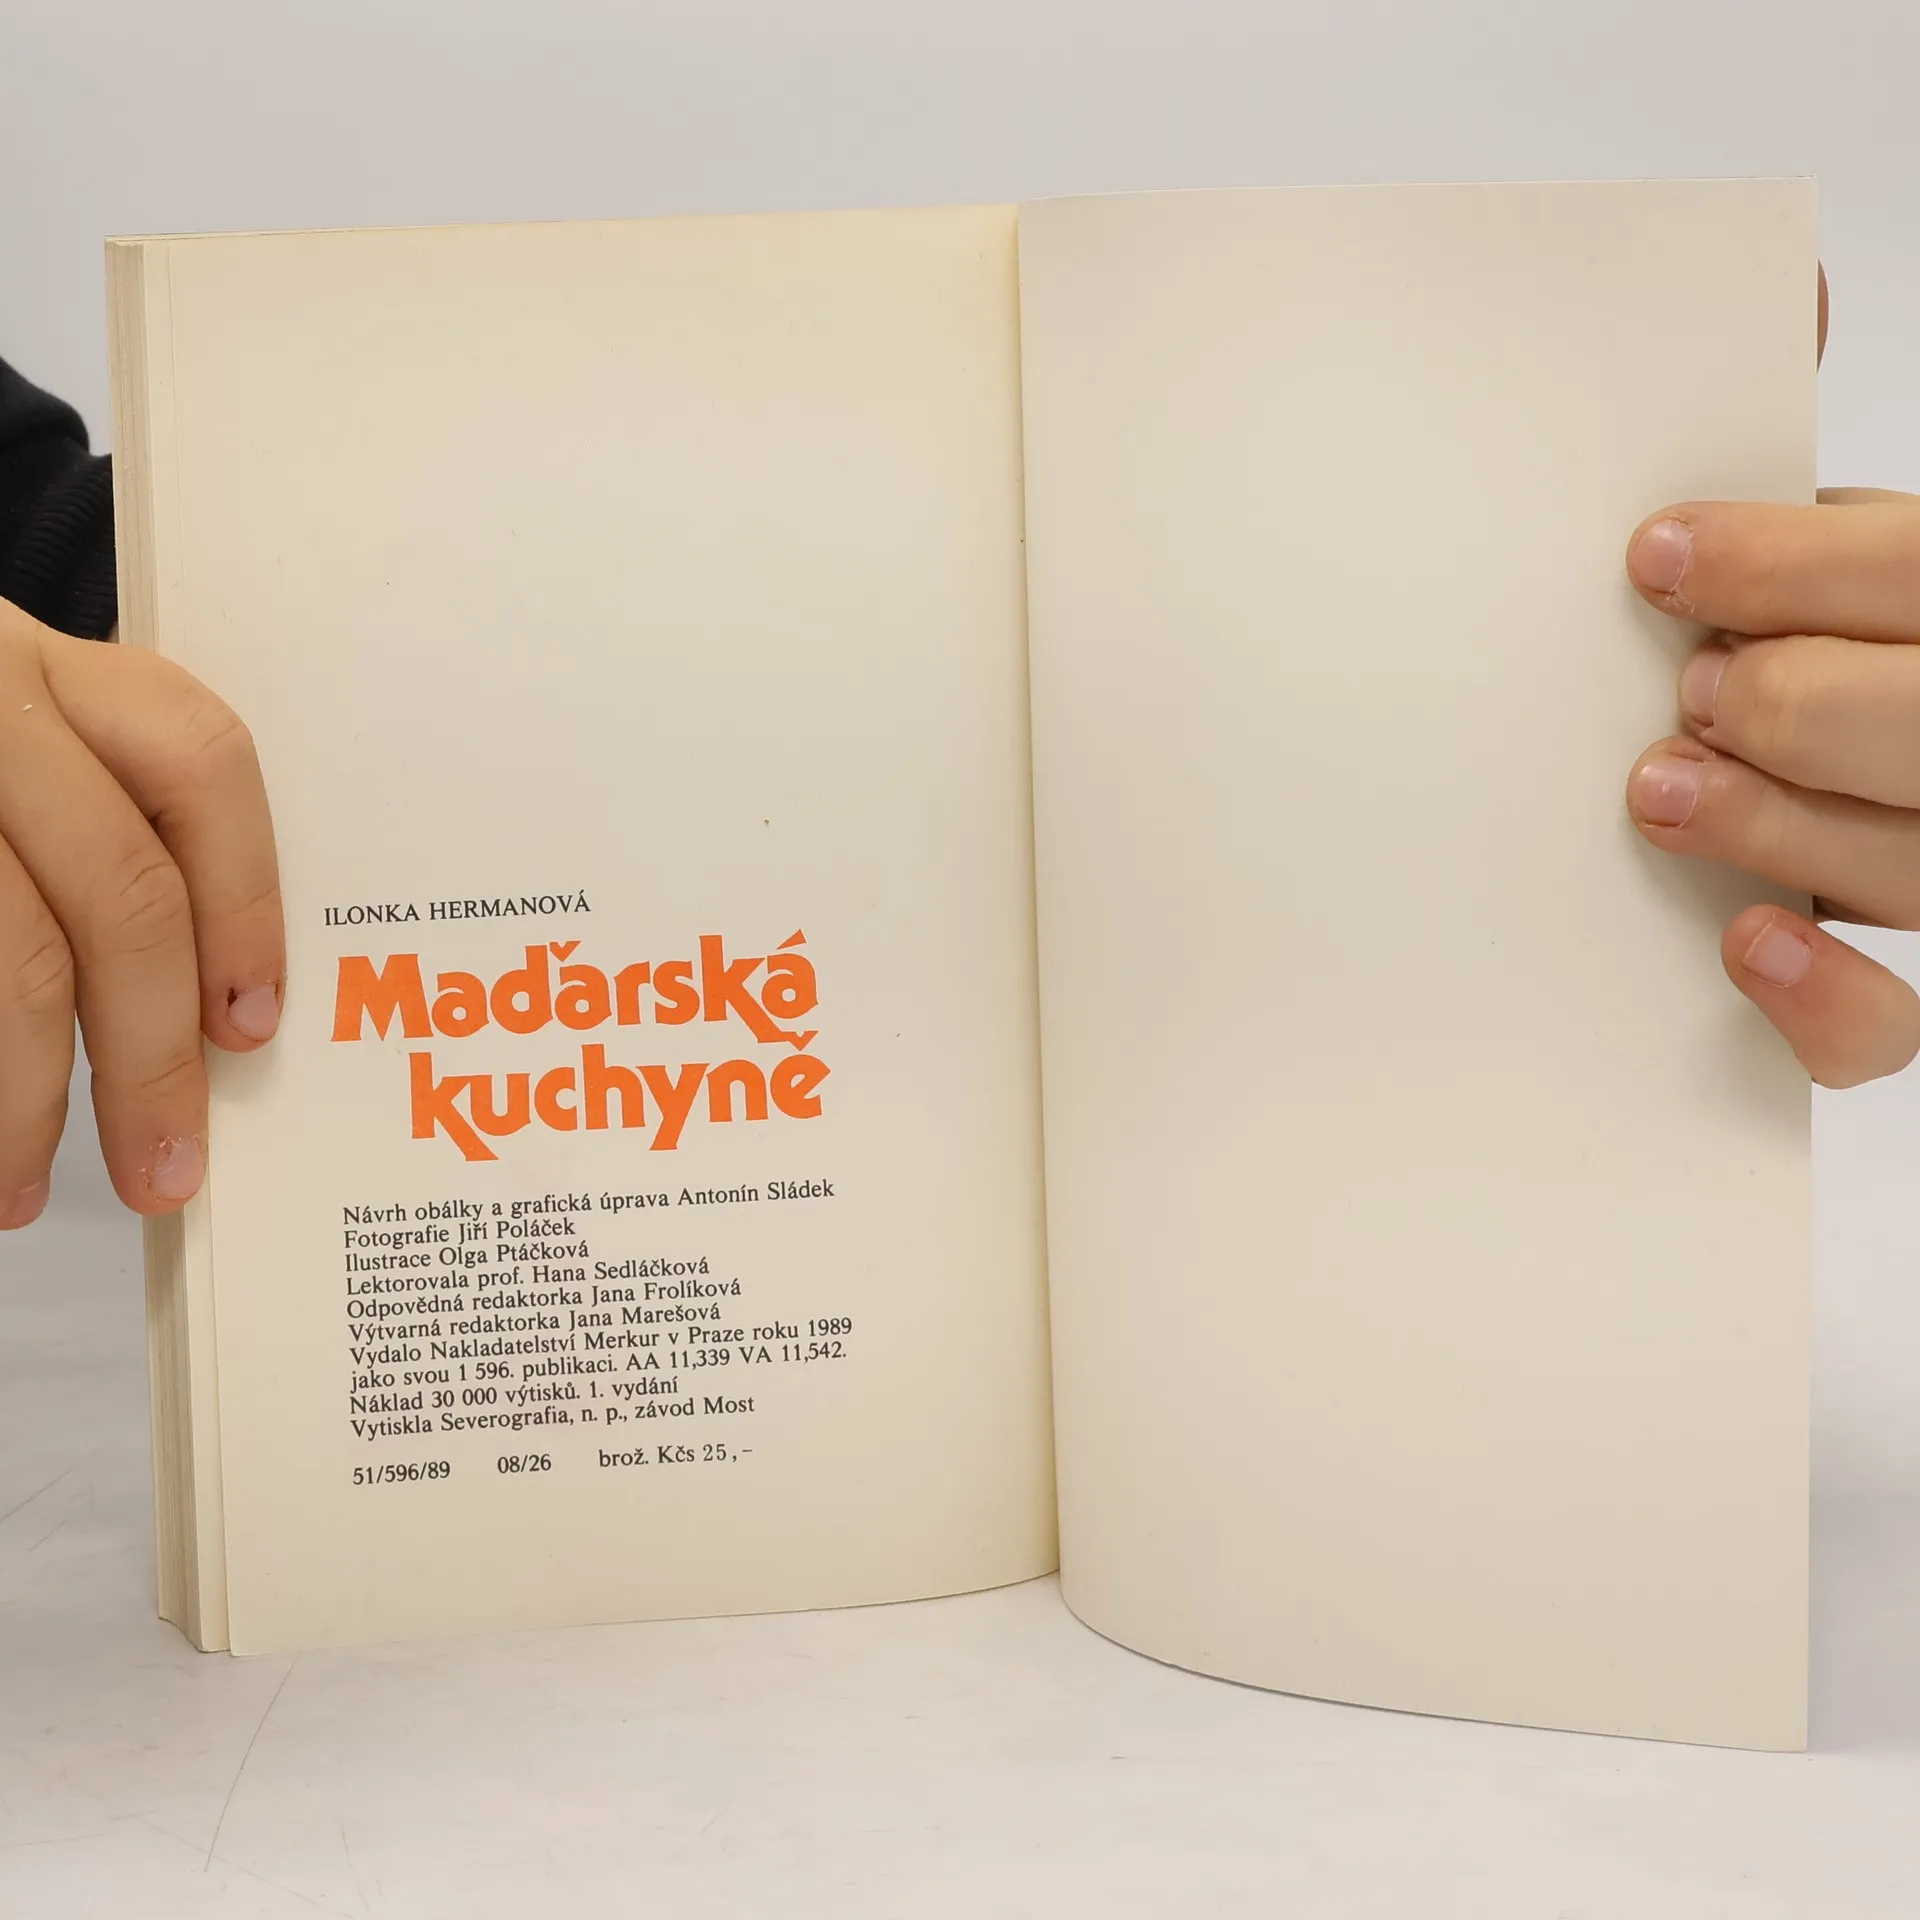 ILONKA HERMANOVÁ
Maďarská
kuchyně
Návrh obálky a grafická úprava Antonín Sládek
Fotografie Jiří Poláček
Ilustrace Olga Ptáčková
Lektorovala prof. Hana Sedláčková
Odpovědná redaktorka Jana Frolíková
Výtvarná redaktorka Jana Marešová
Vydalo Nakladatelství Merkur v Praze roku 1989
jako svou 1 596. publikaci. AA 11,339 VA 11,542.
Náklad 30 000 výtisků. 1. vydání
Vytiskla Severografia, n. p., závod Most
51/596/89 08/26 brož. Kčs 25,–